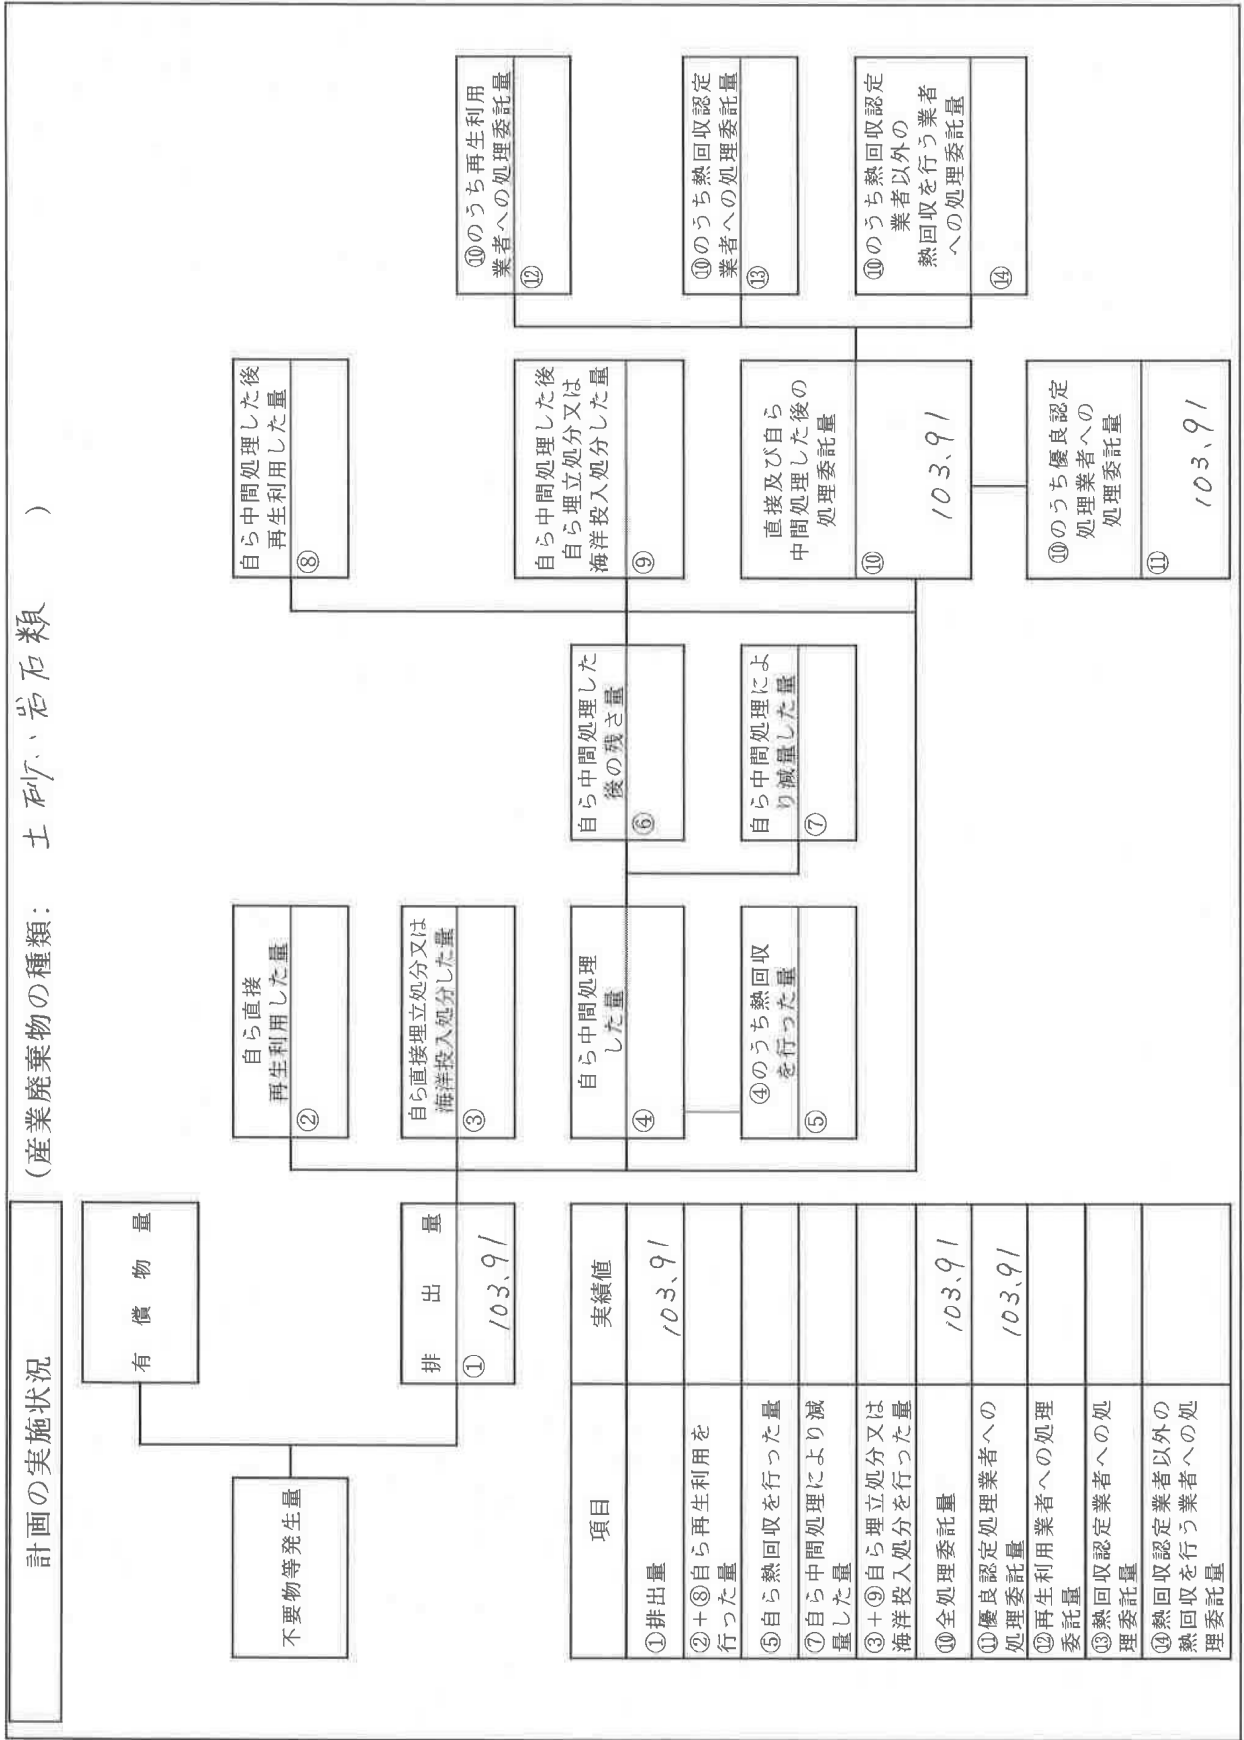 計画の実施状況
（産業廃棄物の種類： 土砂、岩石類 ）
有償物量
不要物等発生量
排出量
① 103.91
自ら直接
再生利用した量
②
自ら直接埋立処分又は
海洋投入処分した量
③
自ら中間処理
した量
④
④のうち熱回収
を行った量
⑤
自ら中間処理した
後の残さ量
⑥
自ら中間処理によ
り減量した量
⑦
自ら中間処理した後
再生利用した量
⑧
自ら中間処理した後
自ら埋立処分又は
海洋投入処分した量
⑨
直接及び自ら
中間処理した後の
処理委託量
⑩ 103.91
⑩のうち優良認定
処理業者への
処理委託量
⑪ 103.91
⑩のうち再生利用
業者への処理委託量
⑫
⑩のうち熱回収認定
業者への処理委託量
⑬
⑩のうち熱回収認定
業者以外の
熱回収を行う業者
への処理委託量
⑭
項目 実績値
①排出量 103.91
②＋⑧自ら再生利用を
行った量
⑤自ら熱回収を行った量
⑦自ら中間処理により減
量した量
③＋⑨自ら埋立処分又は
海洋投入処分を行った量
⑩全処理委託量 103.91
⑪優良認定処理業者への
処理委託量 103.91
⑫再生利用業者への処理
委託量
⑬熱回収認定業者への処
理委託量
⑭熱回収認定業者以外の
熱回収を行う業者への処
理委託量